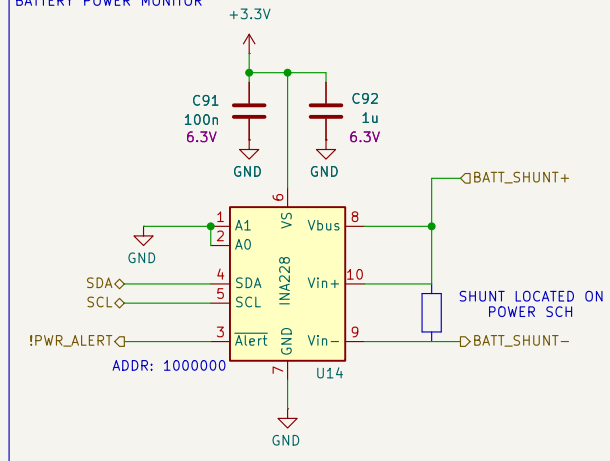 BATTERY POWER MONITOR
+3.3V
C91
100n
6.3V
C92
1u
6.3V
GND
GND
BATT_SHUNT+
6
VS
1
A1
2
A0
GND
8
Vbus
4
SDA
SDA
5
SCL
SCL
INA228
10
Vin+
SHUNT LOCATED ON
POWER SCH
!PWR_ALERT
3
Alert
9
Vin-
BATT_SHUNT-
GND
7
ADDR: 1000000
U14
GND